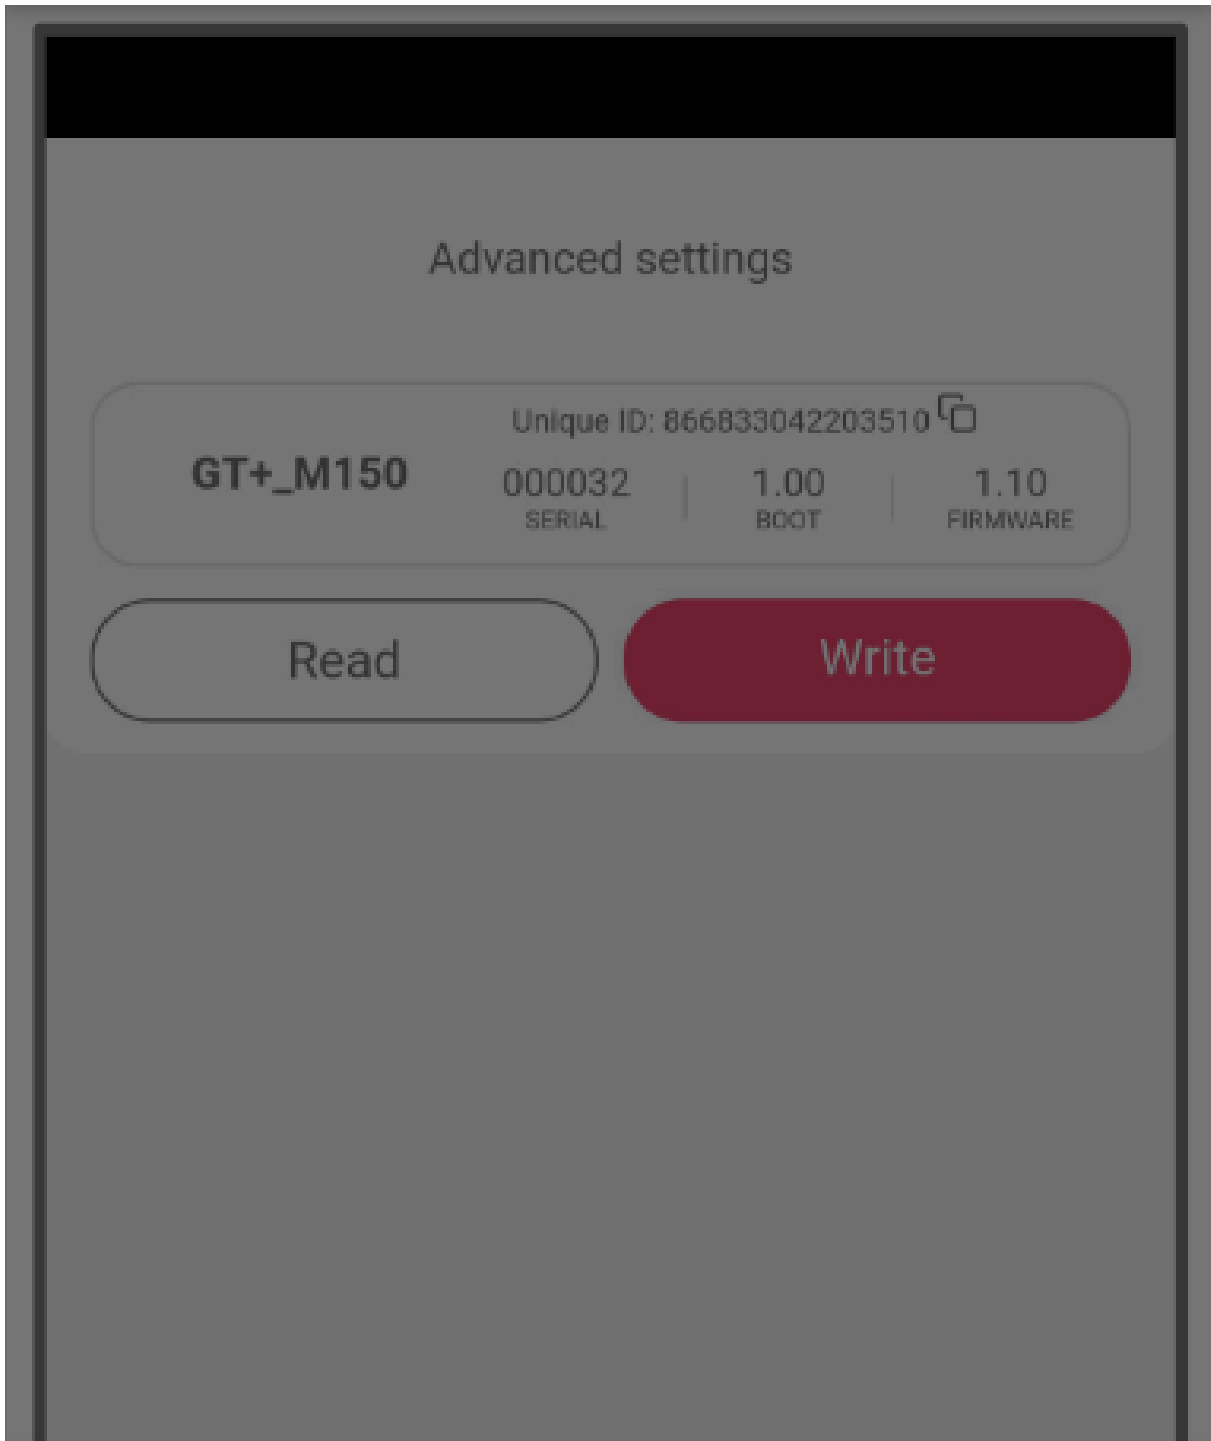 Advanced settings
Unique ID: 866833042203510
GT+_M150
000032
1.00
1.10
SERIAL
BOOT
FIRMWARE
Read
Write